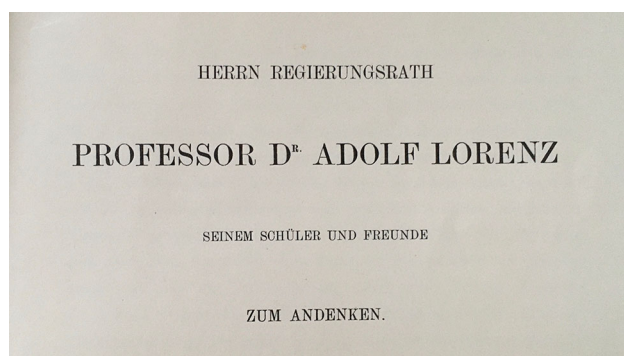 HERRN REGIERUNGSRATH
PROFESSOR DR. ADOLF LORENZ
SEINEM SCHÜLER UND FREUNDE
ZUM ANDENKEN.